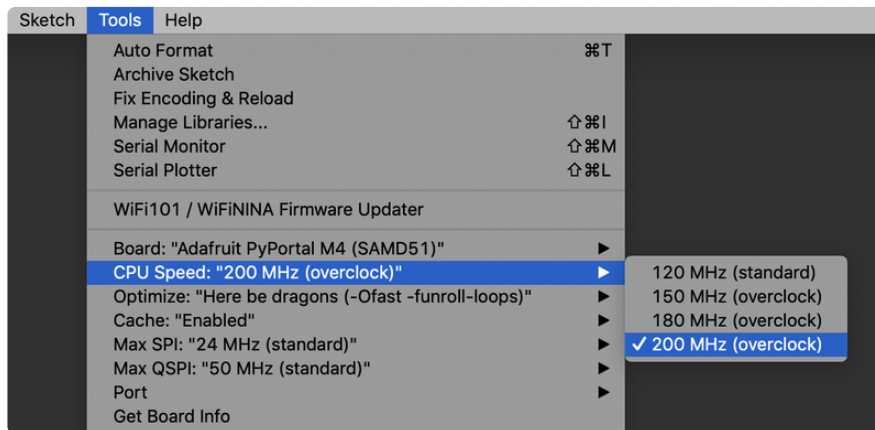 Sketch Tools Help
Auto Format ⌘T
Archive Sketch
Fix Encoding & Reload
Manage Libraries... ⇧⌘I
Serial Monitor ⇧⌘M
Serial Plotter ⇧⌘L
WiFi101 / WiFiNINA Firmware Updater
Board: "Adafruit PyPortal M4 (SAMD51)" ▶
CPU Speed: "200 MHz (overclock)" ▶
Optimize: "Here be dragons (-Ofast -funroll-loops)" ▶
Cache: "Enabled" ▶
Max SPI: "24 MHz (standard)" ▶
Max QSPI: "50 MHz (standard)" ▶
Port ▶
Get Board Info
120 MHz (standard)
150 MHz (overclock)
180 MHz (overclock)
✓ 200 MHz (overclock)